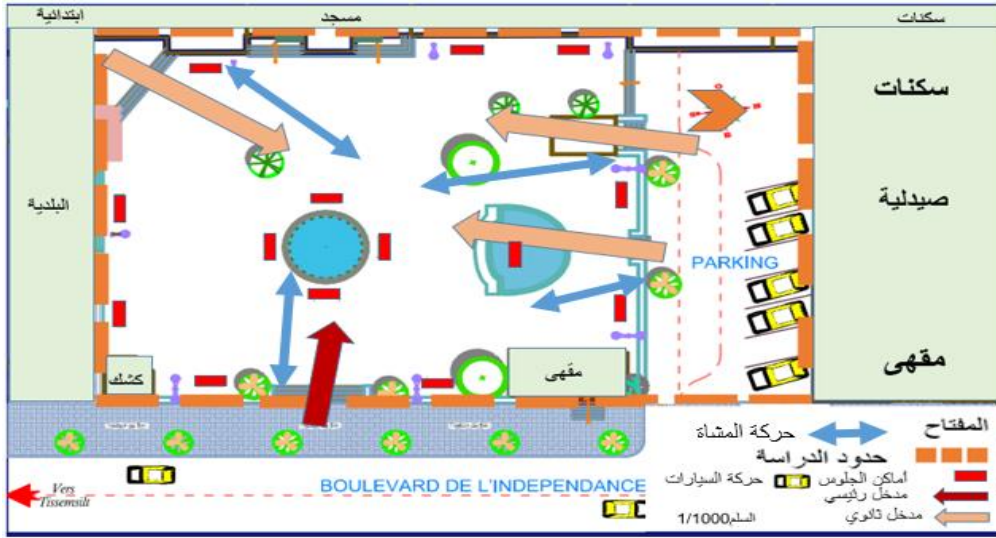 ابتدائية
مسجد
سكنات
سكنات
صيدلية
البلدية
PARKING
مقهى
كشك
مقهى
المفتاح
حركة المشاة
حدود الدراسة
أماكن الجلوس
حركة السيارات
مدخل رئيسي
مدخل ثانوي
السلم1/1000
BOULEVARD DE L'INDEPENDANCE
Vers
Tissemsilt